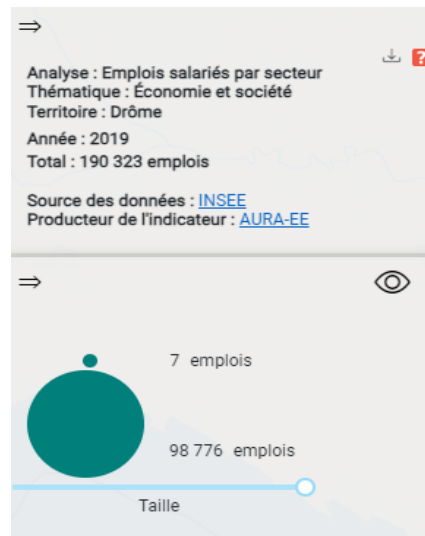 ⇒
?
Analyse : Emplois salariés par secteur
Thématique : Économie et société
Territoire : Drôme
Année : 2019
Total : 190 323 emplois
Source des données : INSEE
Producteur de l'indicateur : AURA-EE
⇒
7 emplois
98 776 emplois
Taille